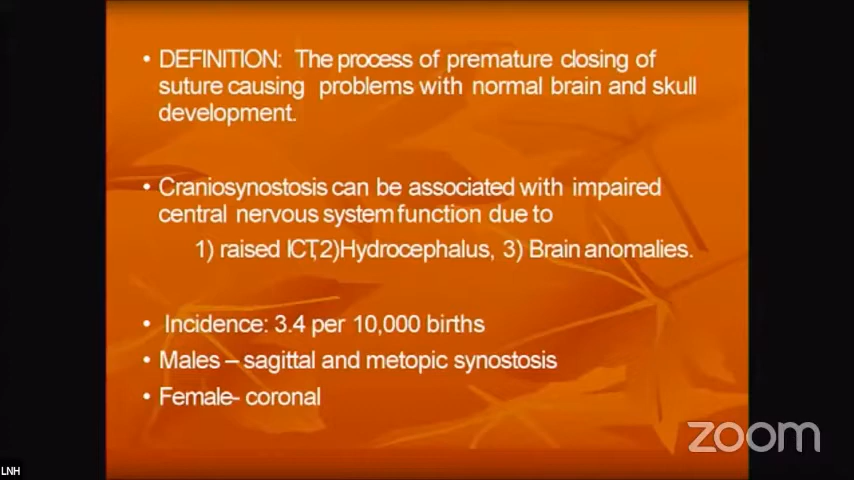 • DEFINITION: The process of premature closing of
suture causing problems with normal brain and skull
development.
• Craniosynostosis can be associated with impaired
central nervous system function due to
1) raised ICT,2)Hydrocephalus, 3) Brain anomalies.
• Incidence: 3.4 per 10,000 births
• Males – sagittal and metopic synostosis
• Female- coronal
zoom
LNH